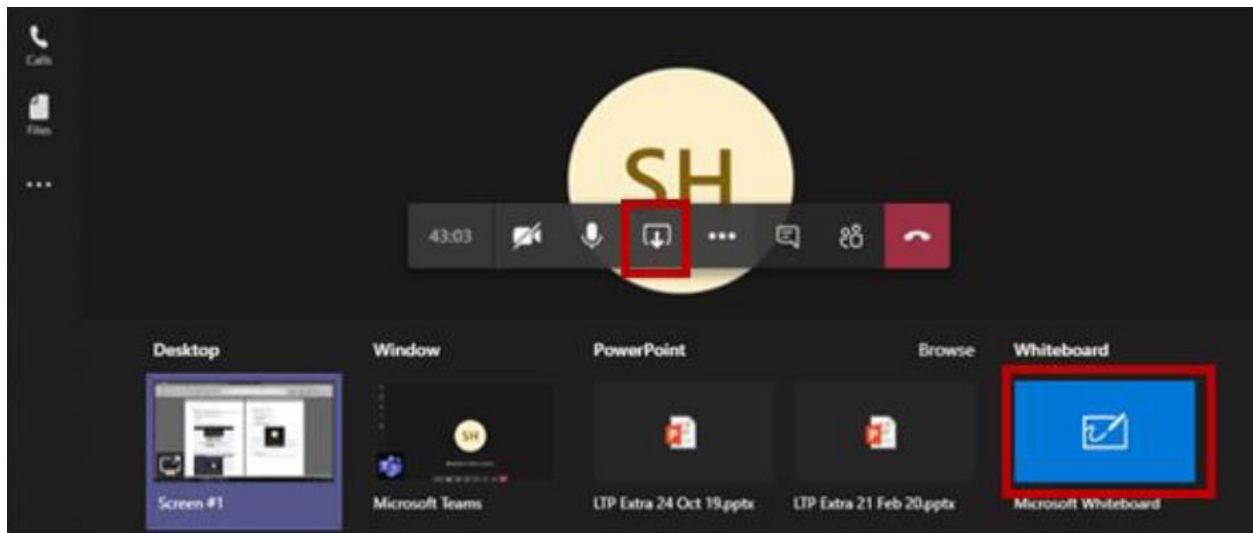 Calls
Files
SH
43:03
Desktop
Window
PowerPoint
Browse
Whiteboard
SH
Screen #1
Microsoft Teams
LTP Extra 24 Oct 19.pptx
LTP Extra 21 Feb 20.pptx
Microsoft Whiteboard